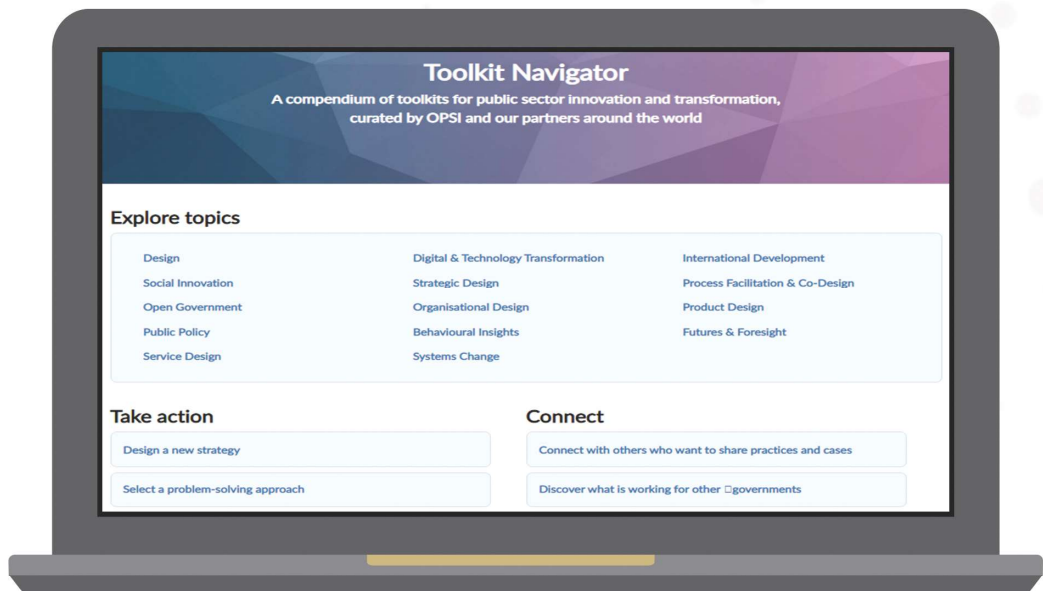 Toolkit Navigator
A compendium of toolkits for public sector innovation and transformation,
curated by OPSI and our partners around the world
Explore topics
Design
Social Innovation
Open Government
Public Policy
Service Design
Digital & Technology Transformation
Strategic Design
Organisational Design
Behavioural Insights
Systems Change
International Development
Process Facilitation & Co-Design
Product Design
Futures & Foresight
Take action
Design a new strategy
Select a problem-solving approach
Connect
Connect with others who want to share practices and cases
Discover what is working for other □governments